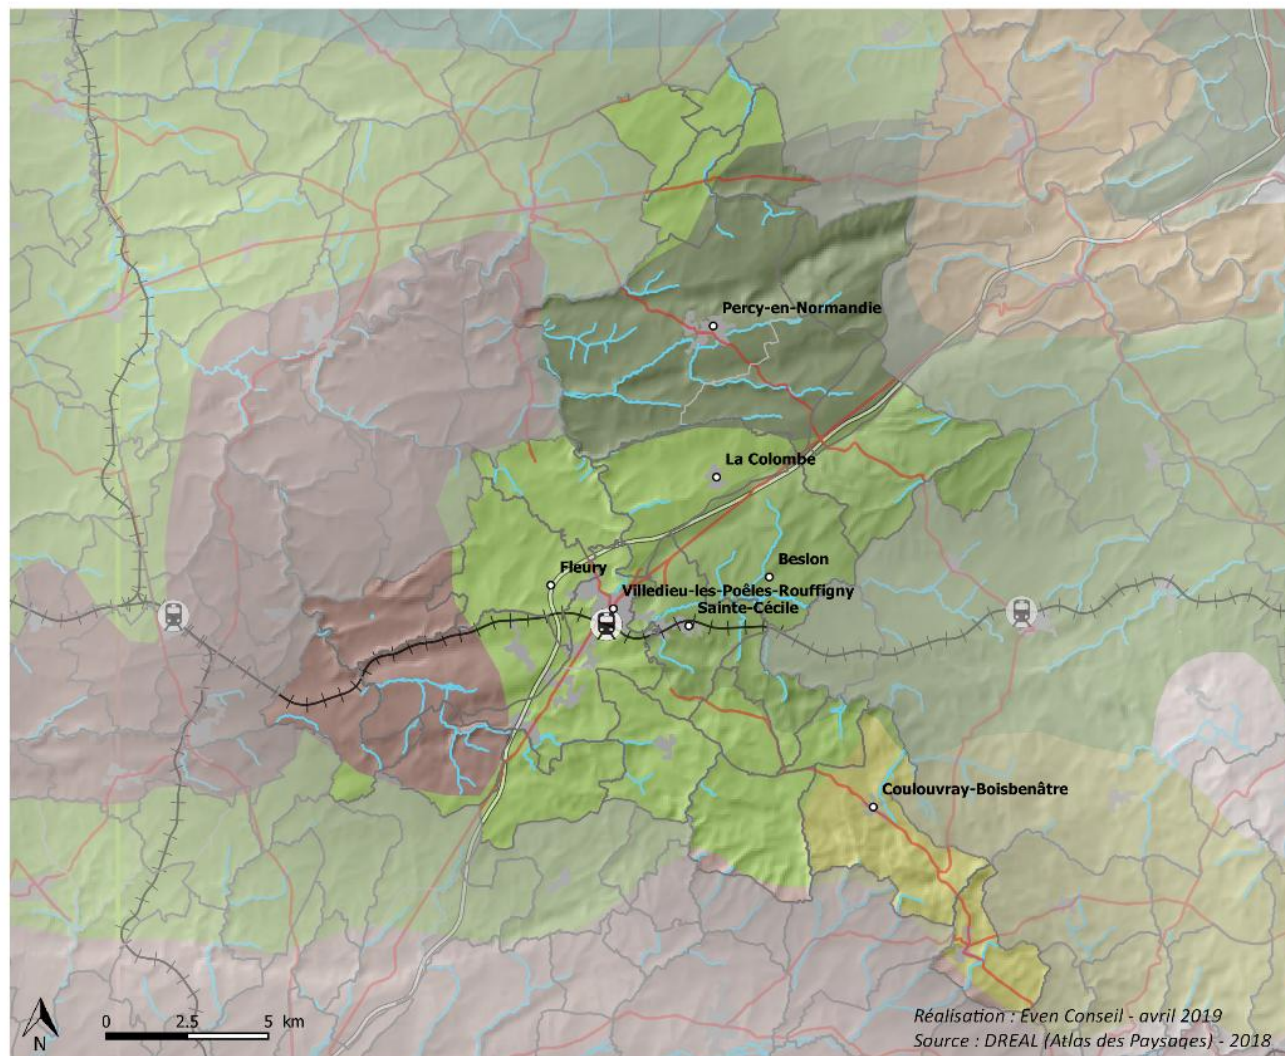 Percy-en-Normandie
La Colombe
Beslon
Fleury
Villedieu-les-Poêles-Rouffigny
Sainte-Cécile
Coulouvray-Boisbenâtre
N
0 2.5 5 km
Réalisation : Even Conseil - avril 2019
Source : DREAL (Atlas des Paysages) - 2018